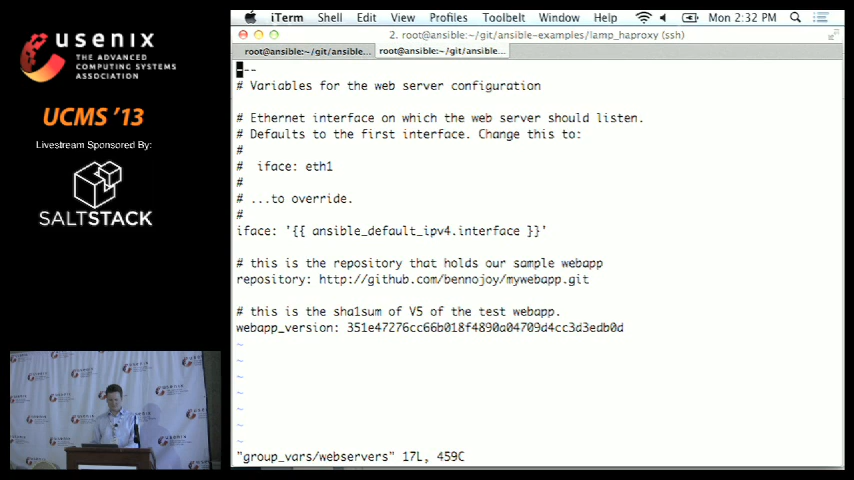 usenix
THE ADVANCED
COMPUTING SYSTEMS
ASSOCIATION
UCMS '13
Livestream Sponsored By:
SALTSTACK
iTerm Shell Edit View Profiles Toolbelt Window Help Mon 2:32 PM
2. root@ansible:~/git/ansible-examples/lamp_haproxy (ssh)
root@ansible:~/git/ansible... root@ansible:~/git/ansible...
---
# Variables for the web server configuration
# Ethernet interface on which the web server should listen.
# Defaults to the first interface. Change this to:
#
#  iface: eth1
#
# ...to override.
#
iface: '{{ ansible_default_ipv4.interface }}'
# this is the repository that holds our sample webapp
repository: http://github.com/bennojoy/mywebapp.git
# this is the sha1sum of V5 of the test webapp.
webapp_version: 351e47276cc66b018f4890a04709d4cc3d3edb0d
~
~
~
~
~
~
~
"group_vars/webservers" 17L, 459C
usenix